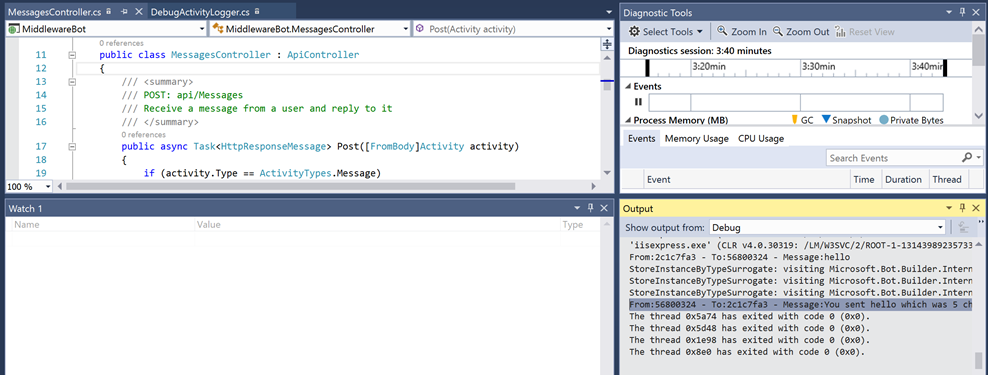 MessagesController.cs
DebugActivityLogger.cs
MiddlewareBot
MiddlewareBot.MessagesController
Post(Activity activity)
0 references
11 public class MessagesController : ApiController
12 {
13 /// <summary>
14 /// POST: api/Messages
15 /// Receive a message from a user and reply to it
16 /// </summary>
0 references
17 public async Task<HttpResponseMessage> Post([FromBody]Activity activity)
18 {
19 if (activity.Type == ActivityTypes.Message)
100 %
Watch 1
Name Value Type
Diagnostic Tools
Select Tools Zoom In Zoom Out Reset View
Diagnostics session: 3:40 minutes
3:20min 3:30min 3:40min
Events
Process Memory (MB) GC Snapshot Private Bytes
Events Memory Usage CPU Usage
Search Events
Event Time Duration Thread
Output
Show output from: Debug
'iisexpress.exe' (CLR v4.0.30319: /LM/W3SVC/2/ROOT-1-13143989235733
From:2c1c7fa3 - To:56800324 - Message:hello
StoreInstanceByTypeSurrogate: visiting Microsoft.Bot.Builder.Intern
StoreInstanceByTypeSurrogate: visiting Microsoft.Bot.Builder.Intern
StoreInstanceByTypeSurrogate: visiting Microsoft.Bot.Builder.Intern
From:56800324 - To:2c1c7fa3 - Message:You sent hello which was 5 ch
The thread 0x5a74 has exited with code 0 (0x0).
The thread 0x5d48 has exited with code 0 (0x0).
The thread 0x1e98 has exited with code 0 (0x0).
The thread 0x8e0 has exited with code 0 (0x0).